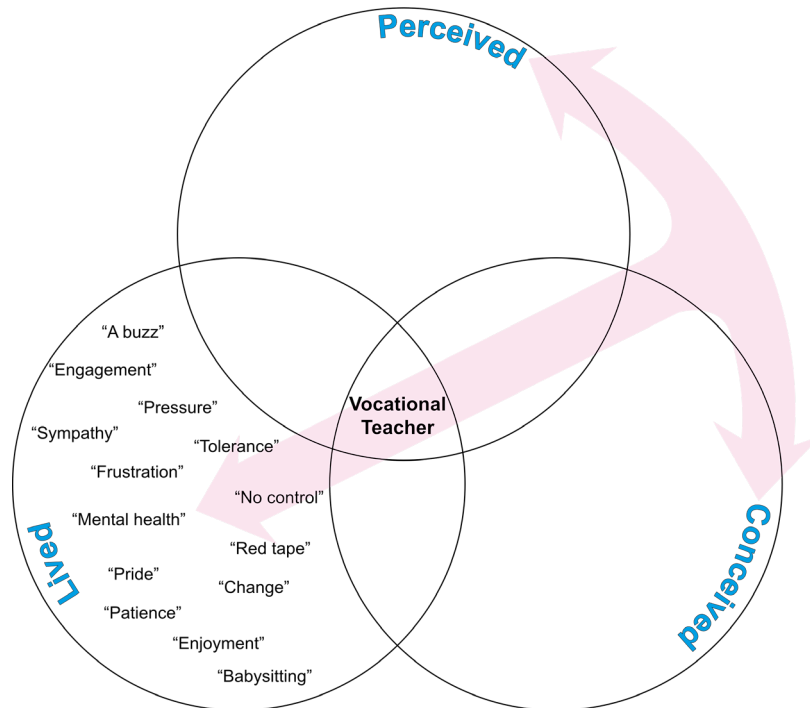 Perceived
“A buzz”
“Engagement”
“Pressure”
Vocational
Teacher
“Sympathy”
“Tolerance”
“Frustration”
“No control”
“Mental health”
“Red tape”
Lived
Conceived
“Pride”
“Change”
“Patience”
“Enjoyment”
“Babysitting”